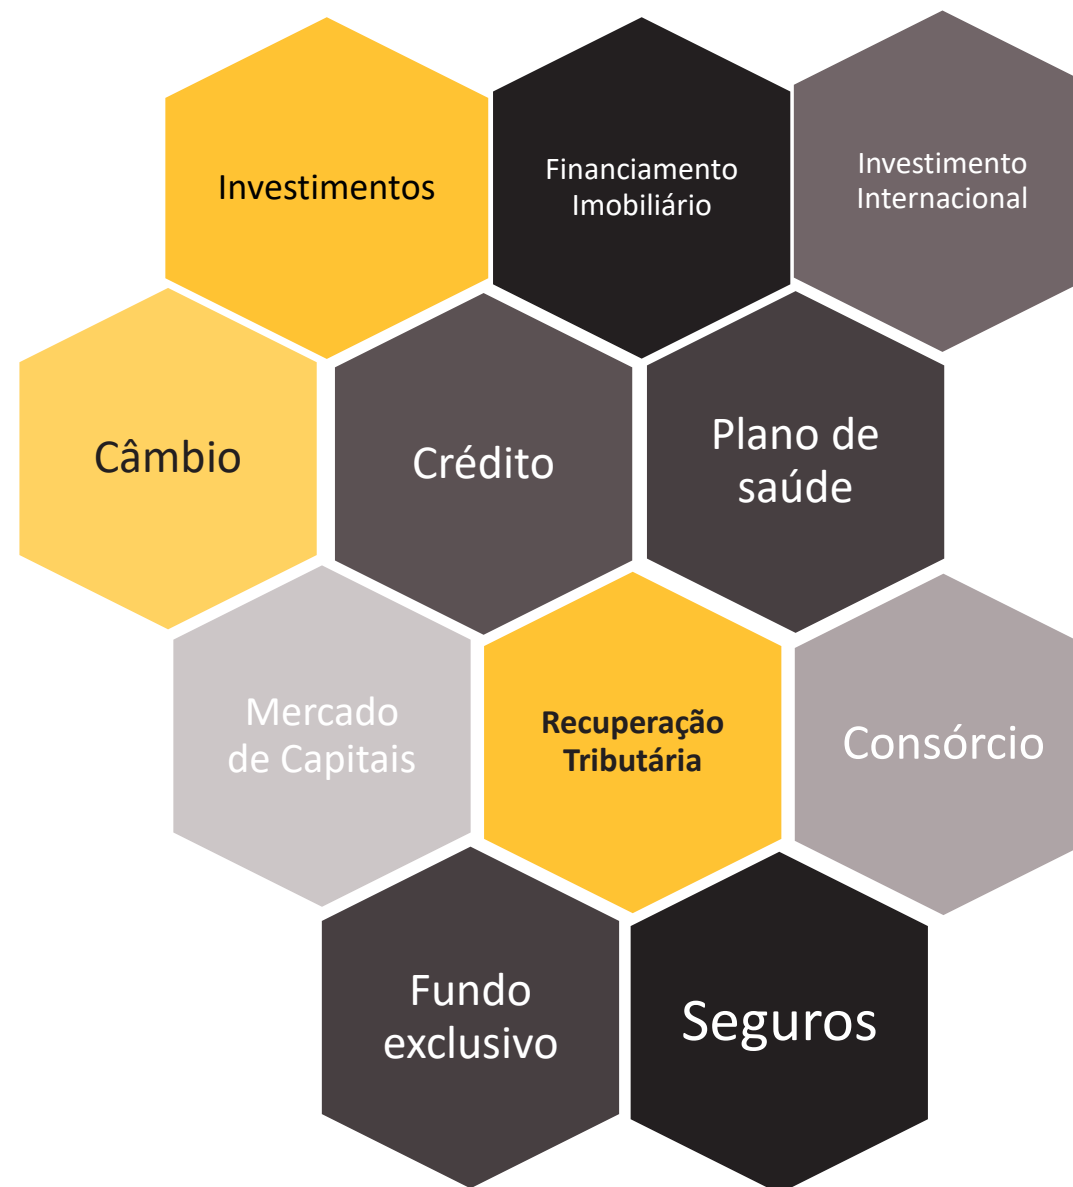 Investimentos
Financiamento
Imobiliário
Investimento
Internacional
Câmbio
Crédito
Plano de
saúde
Mercado
de Capitais
Recuperação
Tributária
Consórcio
Fundo
exclusivo
Seguros